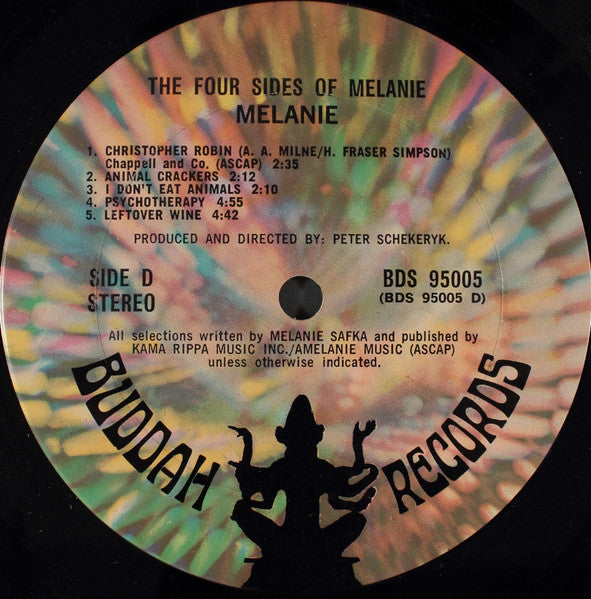 THE FOUR SIDES OF MELANIE
MELANIE
1. CHRISTOPHER ROBIN (A. A. MILNE/H. FRASER SIMPSON)
Chappell and Co. (ASCAP) 2:35
2. ANIMAL CRACKERS 2:12
3. I DON'T EAT ANIMALS 2:10
4. PSYCHOTHERAPY 4:55
5. LEFTOVER WINE 4:42
PRODUCED AND DIRECTED BY: PETER SCHEKERYK.
SIDE D
STEREO
BDS 95005
(BDS 95005 D)
All selections written by MELANIE SAFKA and published by
KAMA RIPPA MUSIC INC./AMELANIE MUSIC (ASCAP)
unless otherwise indicated.
BUDDAH RECORDS